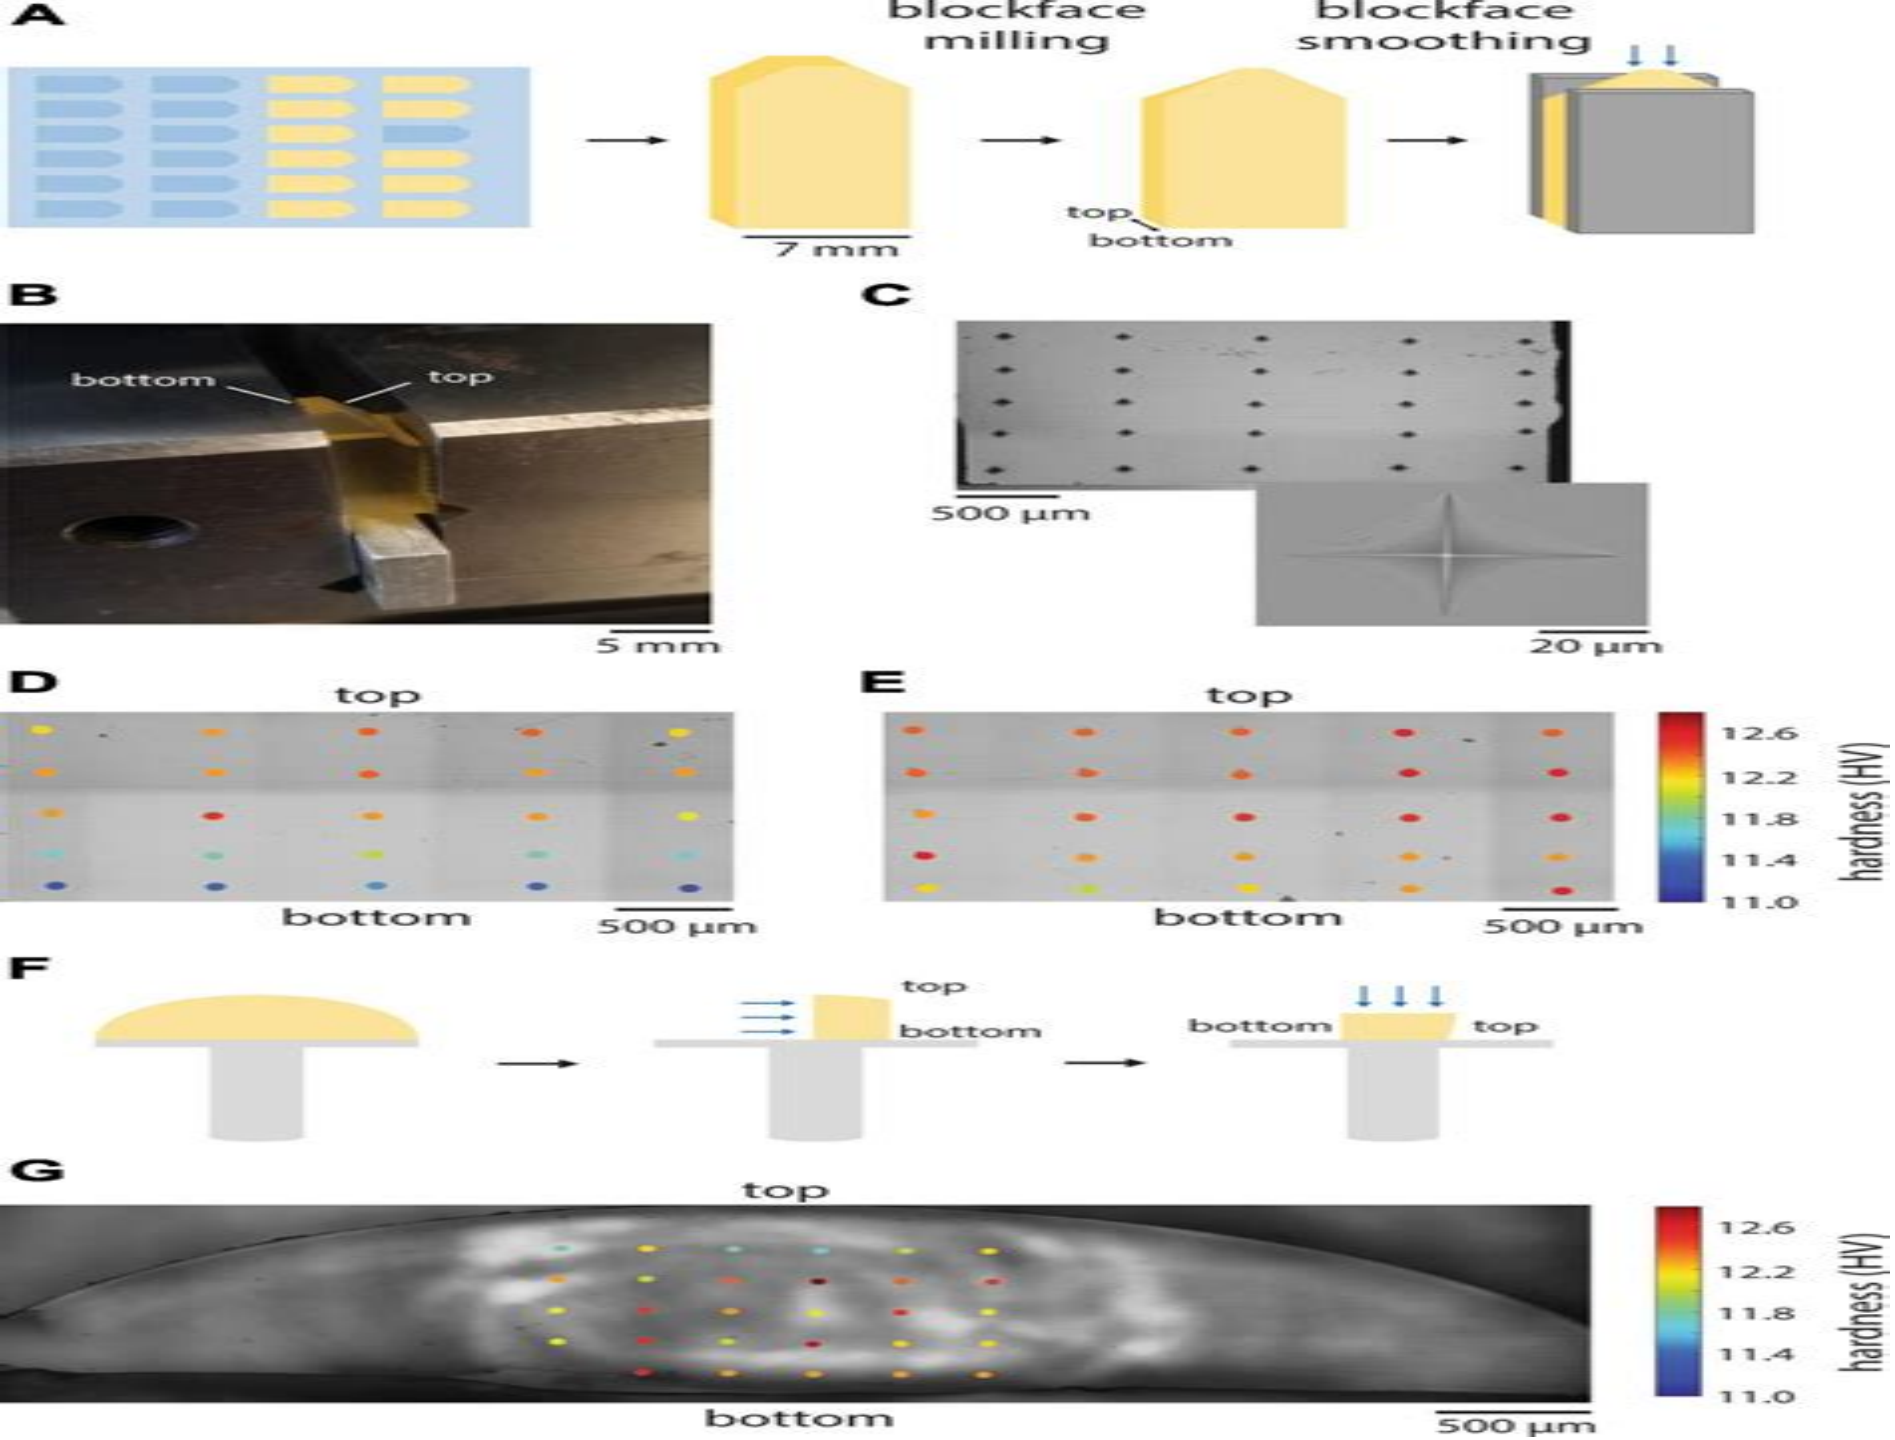 A
blockface
milling
blockface
smoothing
7 mm
top
bottom
B
bottom
top
5 mm
C
500 μm
20 μm
D
top
bottom
500 μm
E
top
bottom
500 μm
12.6
12.2
11.8
11.4
11.0
hardness (HV)
F
top
bottom
bottom
top
G
top
bottom
12.6
12.2
11.8
11.4
11.0
hardness (HV)
500 μm